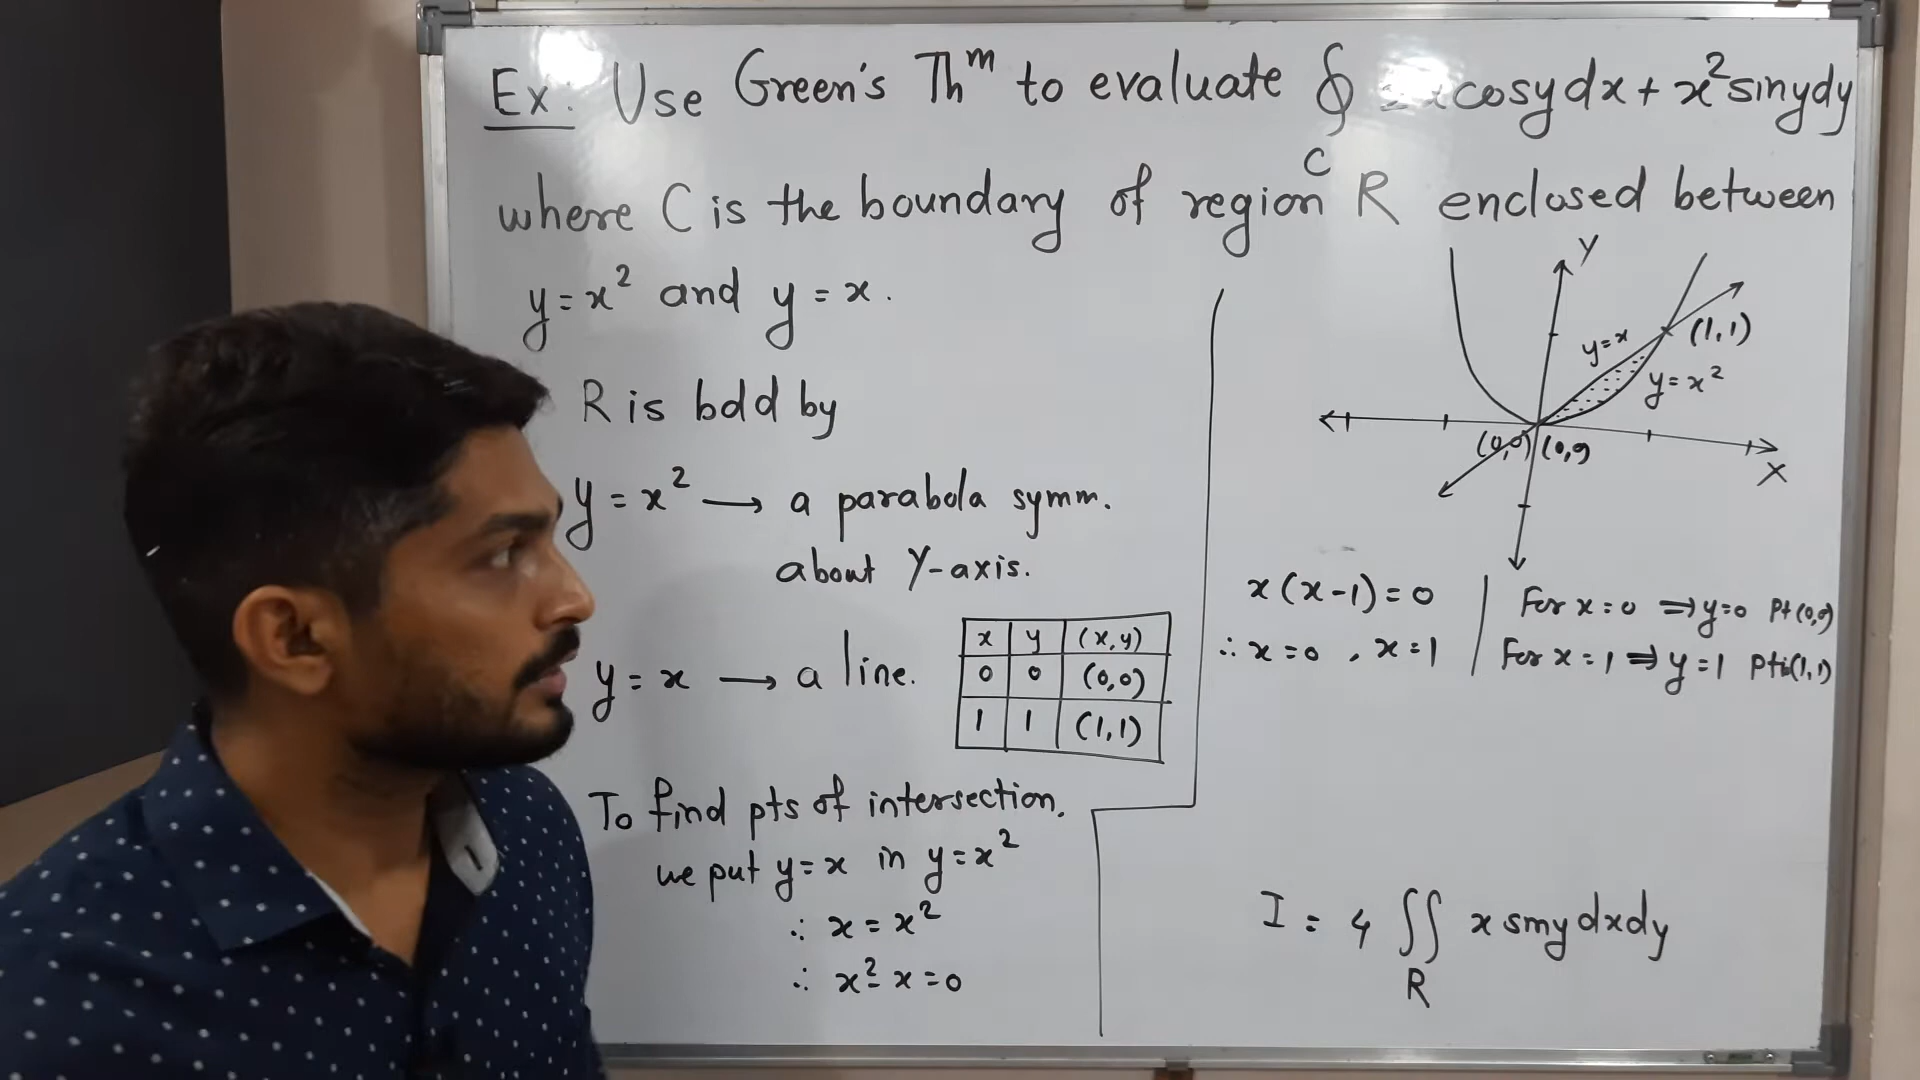 Ex: Use Green's Thm to evaluate ∮ cosydx + x²sinydy
C
where C is the boundary of region R enclosed between
y = x² and y = x.
R is bdd by
y = x² → a parabola symm.
about Y-axis.
y = x → a line.
x y (x,y)
0 0 (0,0)
1 1 (1,1)
To find pts of intersection.
we put y = x in y = x²
∴ x = x²
∴ x² - x = 0
Y
y = x
(1,1)
y = x²
(0,0) (0,0)
X
x(x-1) = 0
∴ x = 0, x = 1
For x = 0 ⇒ y = 0 Pt(0,0)
For x = 1 ⇒ y = 1 (1,1)
I = 4 ∬ x siny dxdy
R